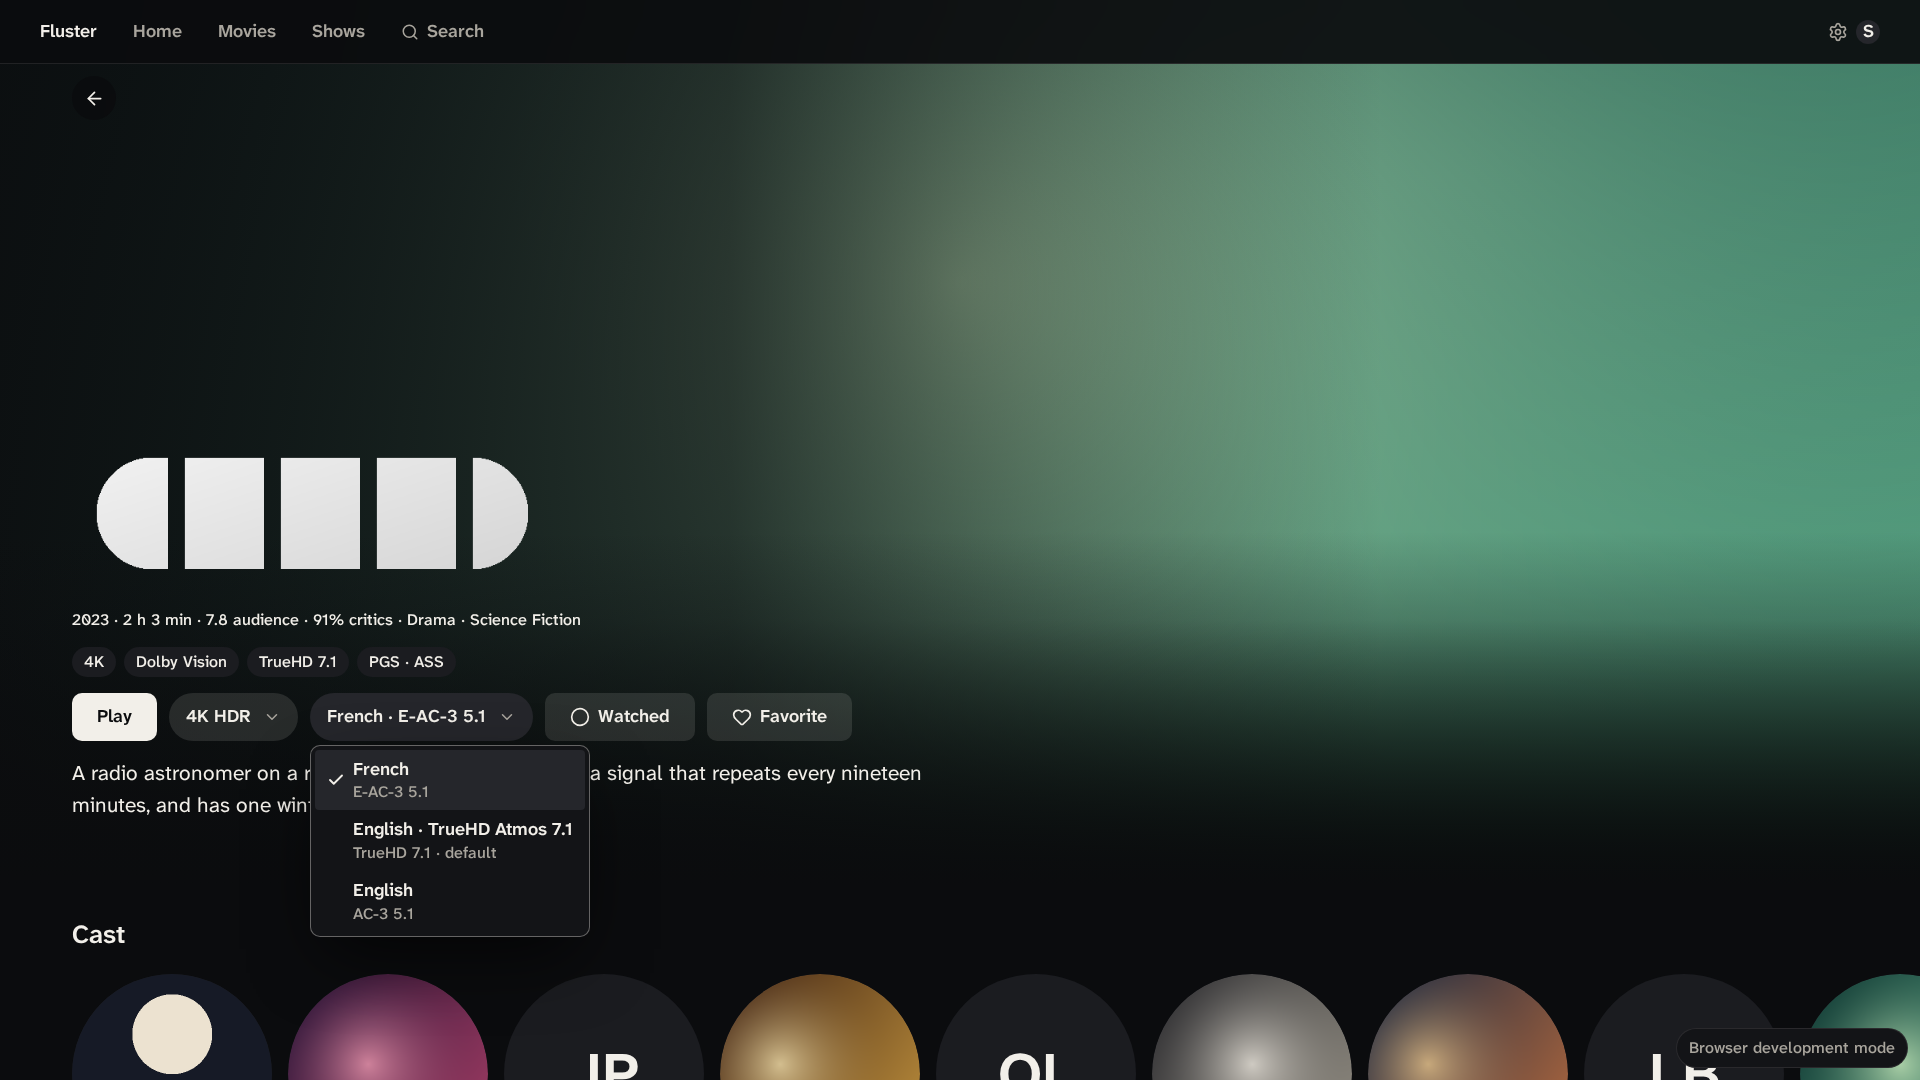 Fluster Home Movies Shows Search S
2023 · 2 h 3 min · 7.8 audience · 91% critics · Drama · Science Fiction
4K Dolby Vision TrueHD 7.1 PGS · ASS
Play 4K HDR French · E-AC-3 5.1 Watched Favorite
A radio astronomer on a a signal that repeats every nineteen
minutes, and has one
French
E-AC-3 5.1
English · TrueHD Atmos 7.1
TrueHD 7.1 · default
English
AC-3 5.1
Cast
Browser development mode